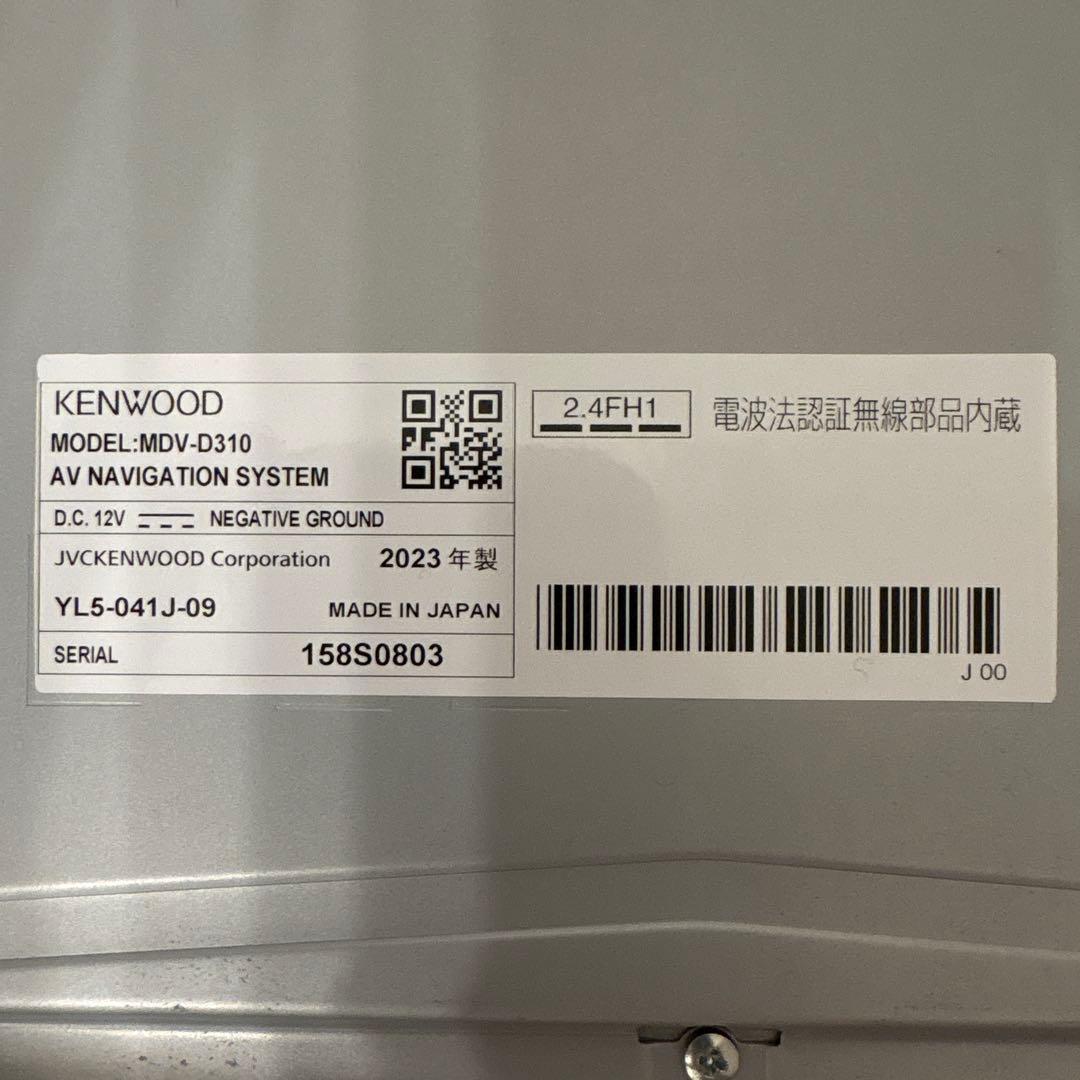 KENWOOD
MODEL:MDV-D310
AV NAVIGATION SYSTEM
D.C. 12V NEGATIVE GROUND
JVCKENWOOD Corporation 2023 年製
YL5-041J-09 MADE IN JAPAN
SERIAL 158S0803
2.4FH1 電波法認証無線部品内蔵
J 00